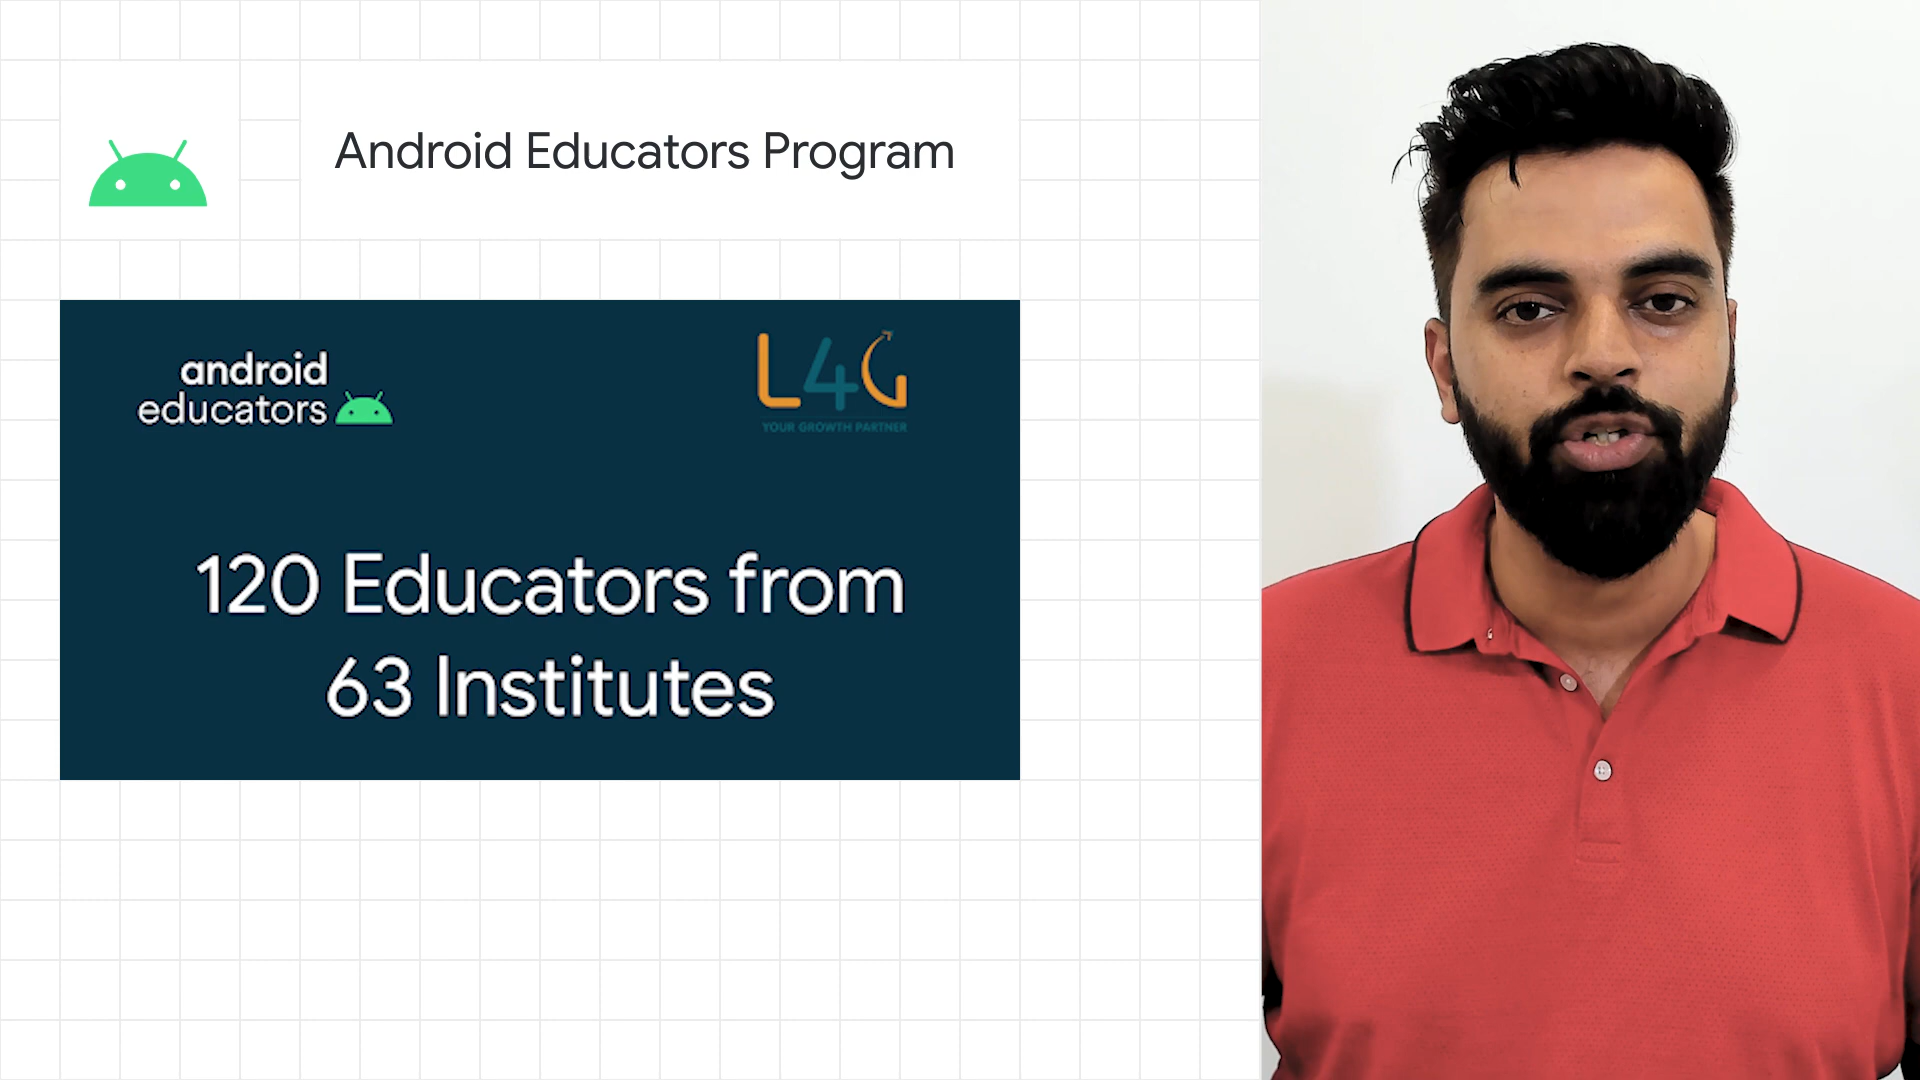 Android Educators Program
android
educators
L4G
YOUR GROWTH PARTNER
120 Educators from
63 Institutes